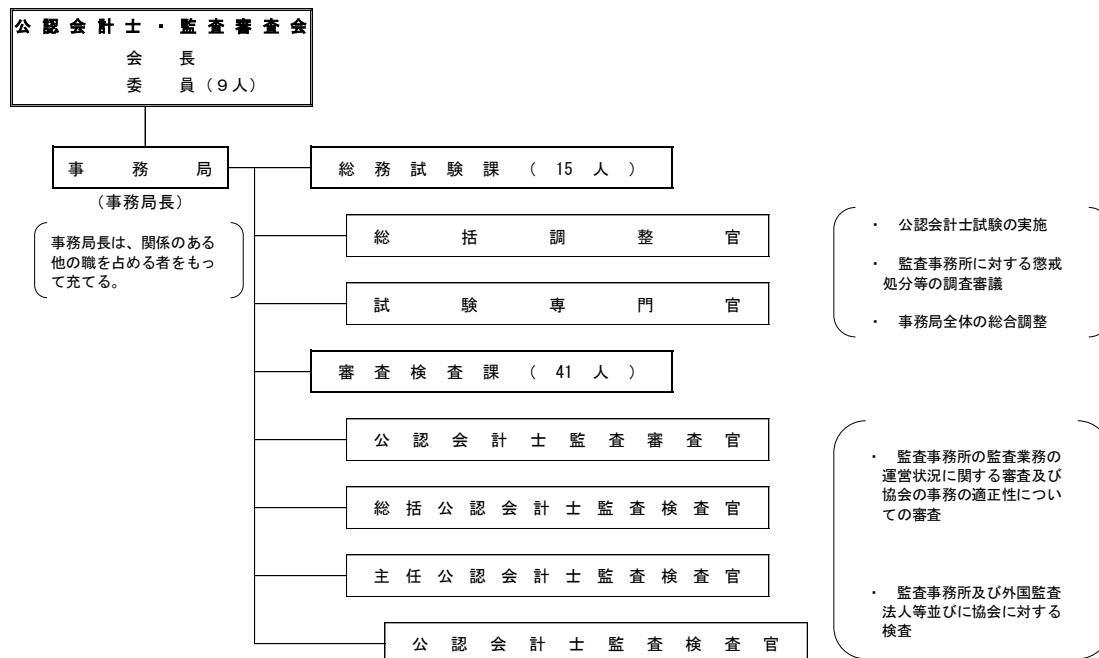 公認会計士・監査審査会
会長
委員(9人)
事務局
(事務局長)
事務局長は、関係のある
他の職を占める者をもっ
て充てる。
総務試験課(15人)
総括調整官
試験専門官
・ 公認会計士試験の実施
・ 監査事務所に対する懲戒
処分等の調査審議
・ 事務局全体の総合調整
審査検査課(41人)
公認会計士監査審査官
総括公認会計士監査検査官
主任公認会計士監査検査官
公認会計士監査検査官
・ 監査事務所の監査業務の
運営状況に関する審査及び
協会の事務の適正性につい
ての審査
・ 監査事務所及び外国監査
法人等並びに協会に対する
検査